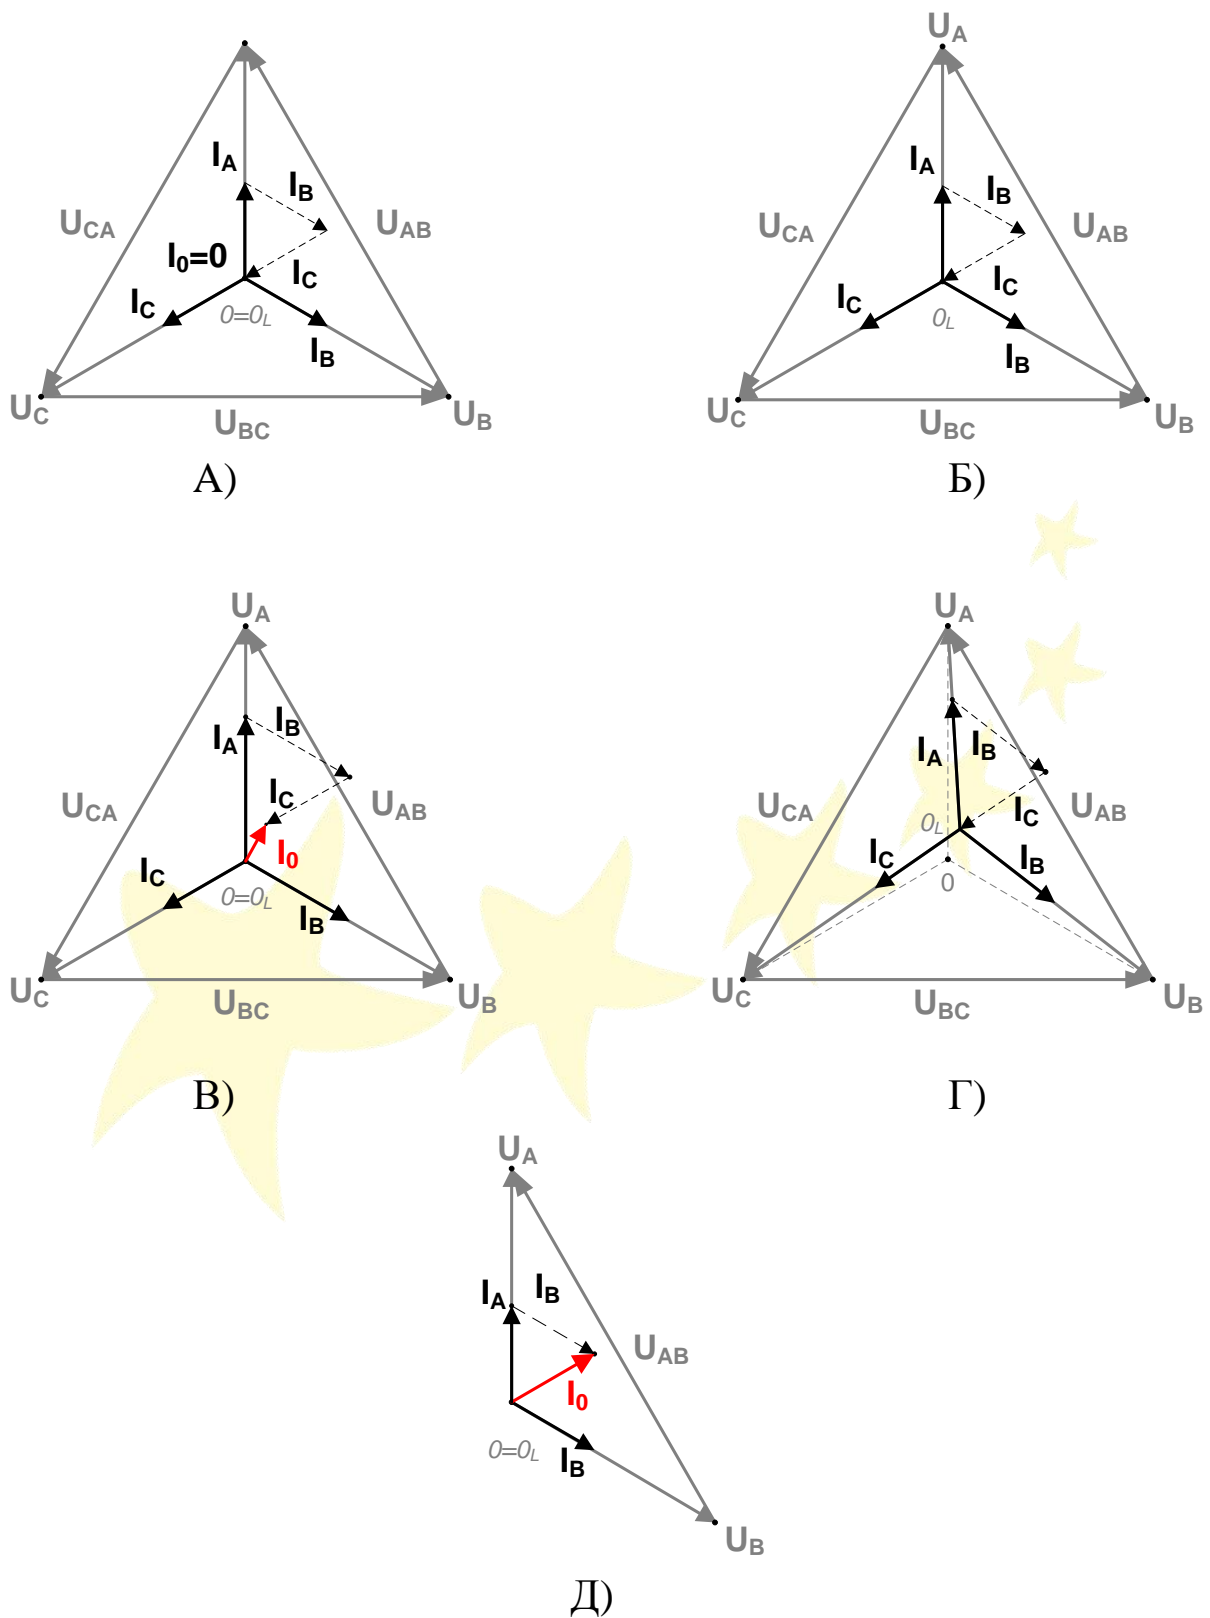 U_A
I_A
I_B
I_A
I_B
U_CA
U_AB
U_CA
U_AB
I_0=0
I_C
I_C
I_C
I_C
0=0_L
0_L
I_B
I_B
U_C
U_BC
U_B
U_C
U_BC
U_B
А)
Б)
U_A
U_A
I_B
I_A
I_B
I_A
U_CA
I_C
U_AB
U_CA
I_C
U_AB
0_L
I_0
I_C
I_B
I_C
0=0_L
0
I_B
U_C
U_BC
U_B
U_C
U_BC
U_B
В)
Г)
U_A
I_A
I_B
U_AB
I_0
0=0_L
I_B
U_B
Д)